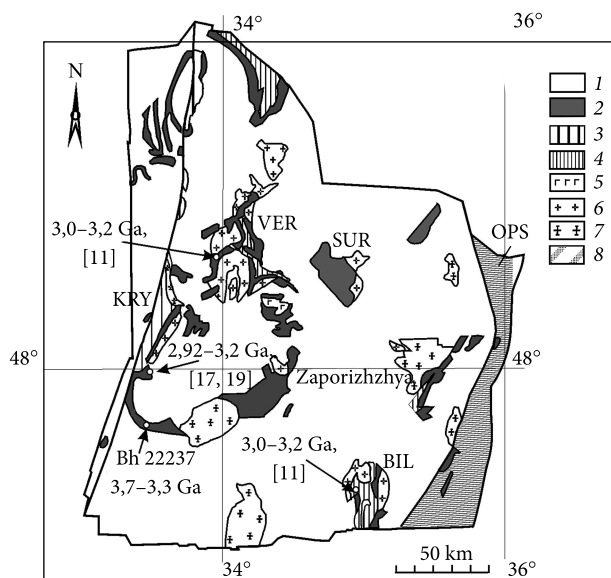 34°
36°
N
1
2
3
4
5
6
7
8
3,0–3,2 Ga,
[11]
VER
SUR
OPS
KRY
48°
2,92–3,2 Ga,
[17, 19]
Zaporizhzhya
48°
Bh 22237
3,7–3,3 Ga
3,0–3,2 Ga,
[11]
BIL
50 km
34°
36°